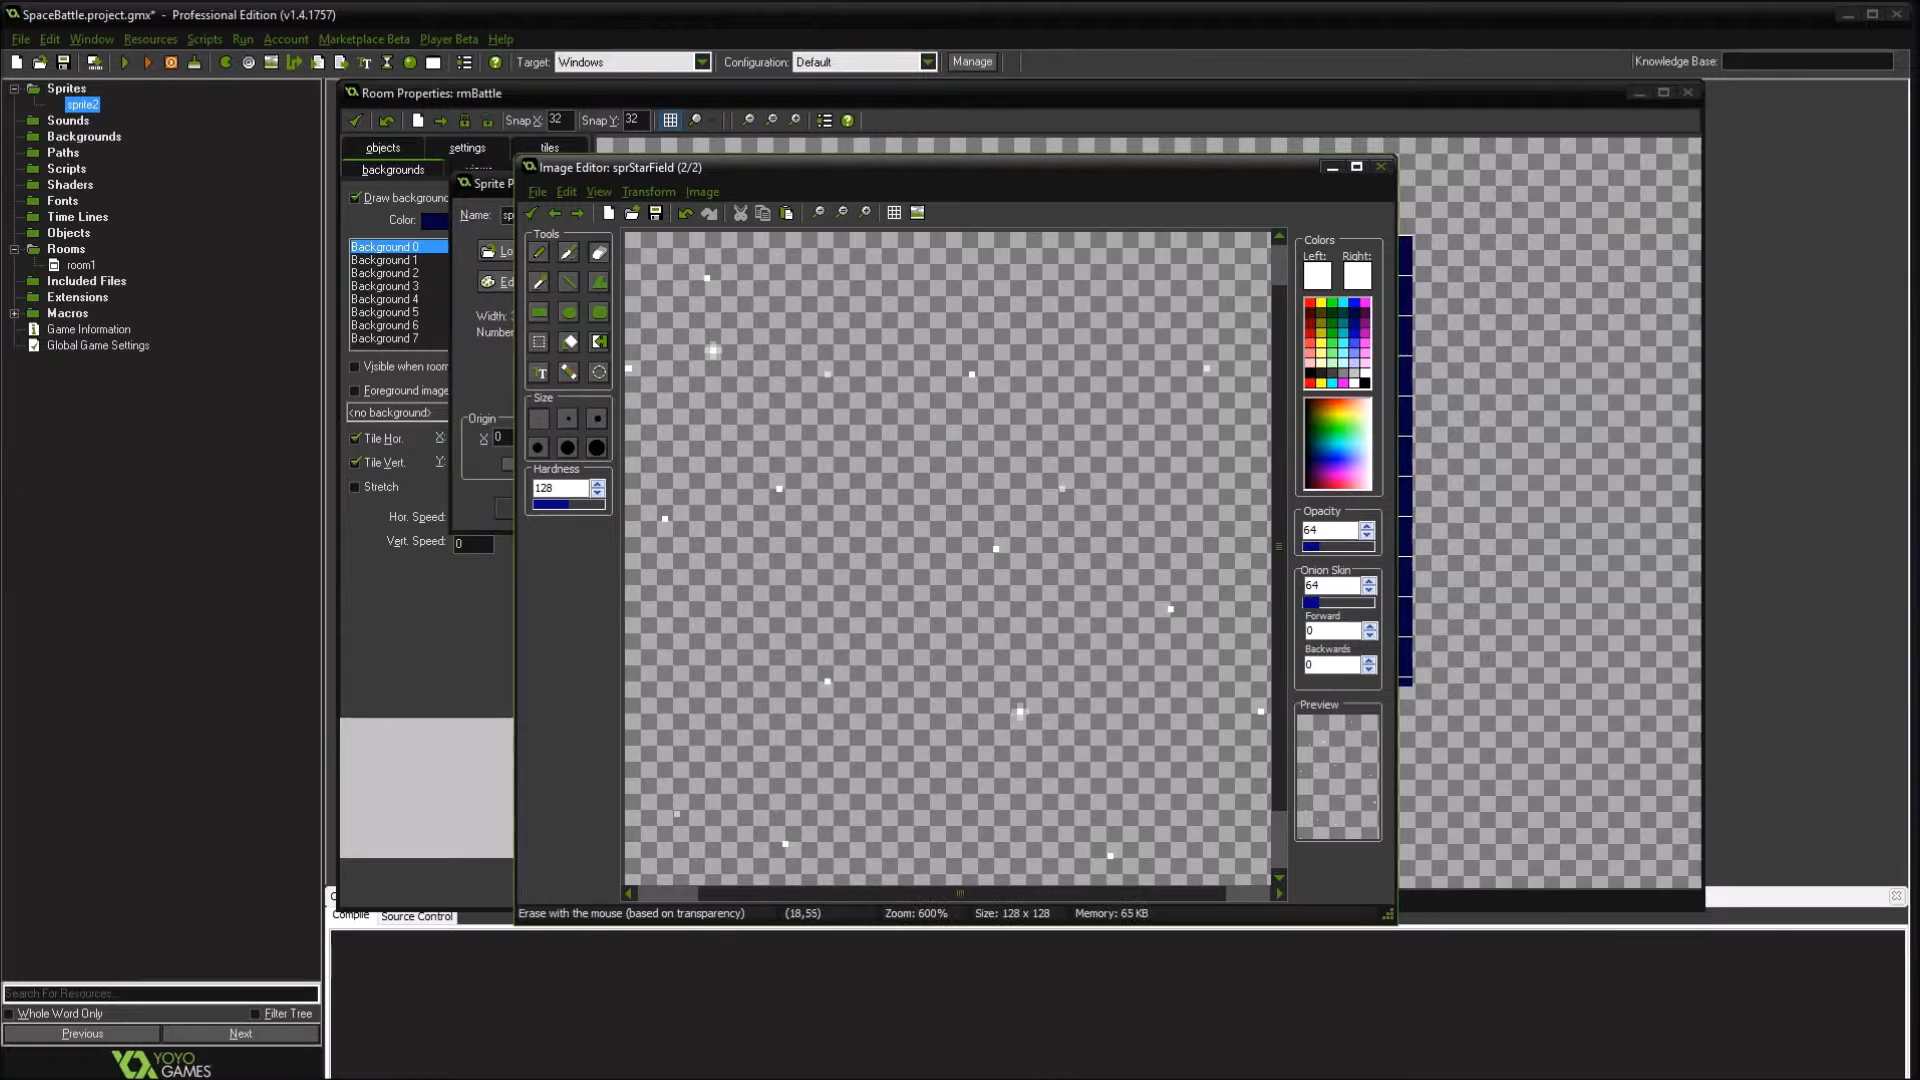 SpaceBattle.project.gmx* - Professional Edition (v1.4.1757)
File Edit Window Resources Scripts Run Account Marketplace Beta Player Beta Help
Target: Windows Configuration: Default Manage Knowledge Base:
Sprites
sprite2
Sounds
Backgrounds
Paths
Scripts
Shaders
Fonts
Time Lines
Objects
Rooms
room1
Included Files
Extensions
Macros
Game Information
Global Game Settings
Search For Resources...
Whole Word Only Filter Tree
Previous Next
YOYO
GAMES
Room Properties: rmBattle
Snap X: 32 Snap Y: 32
objects settings tiles
backgrounds
Draw background
Color:
Background 0
Background 1
Background 2
Background 3
Background 4
Background 5
Background 6
Background 7
Visible when room
Foreground image
<no background>
Tile Hor. X:
Tile Vert. Y:
Stretch
Hor. Speed:
Vert. Speed: 0
Sprite P
Name: sp
Lo
Ed
Width: 
Number
Origin
X 0
Image Editor: sprStarField (2/2)
File Edit View Transform Image
Tools
Size
Hardness
128
Colors
Left: Right:
Opacity
64
Onion Skin
64
Forward
0
Backwards
0
Preview
Erase with the mouse (based on transparency) (18,55) Zoom: 600% Size: 128 x 128 Memory: 65 KB
Compile Source Control